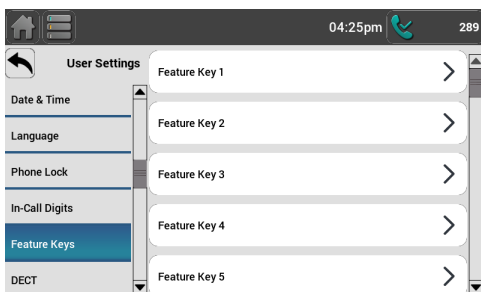 04:25pm 289
User Settings
Date & Time
Language
Phone Lock
In-Call Digits
Feature Keys
DECT
Feature Key 1
Feature Key 2
Feature Key 3
Feature Key 4
Feature Key 5